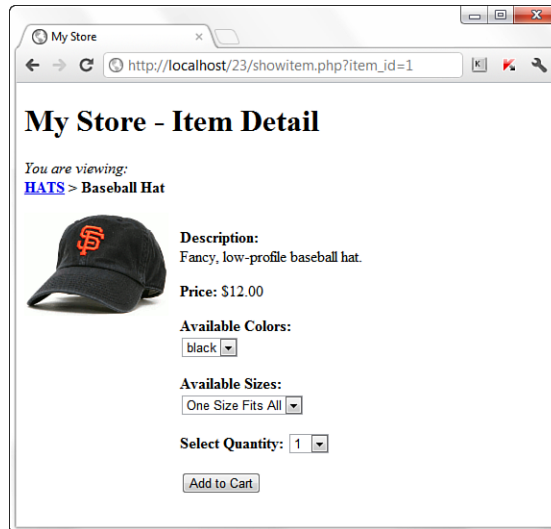 My Store
http://localhost/23/showitem.php?item_id=1
My Store - Item Detail
You are viewing:
HATS > Baseball Hat
SF
Description:
Fancy, low-profile baseball hat.
Price: $12.00
Available Colors:
black
Available Sizes:
One Size Fits All
Select Quantity: 1
Add to Cart